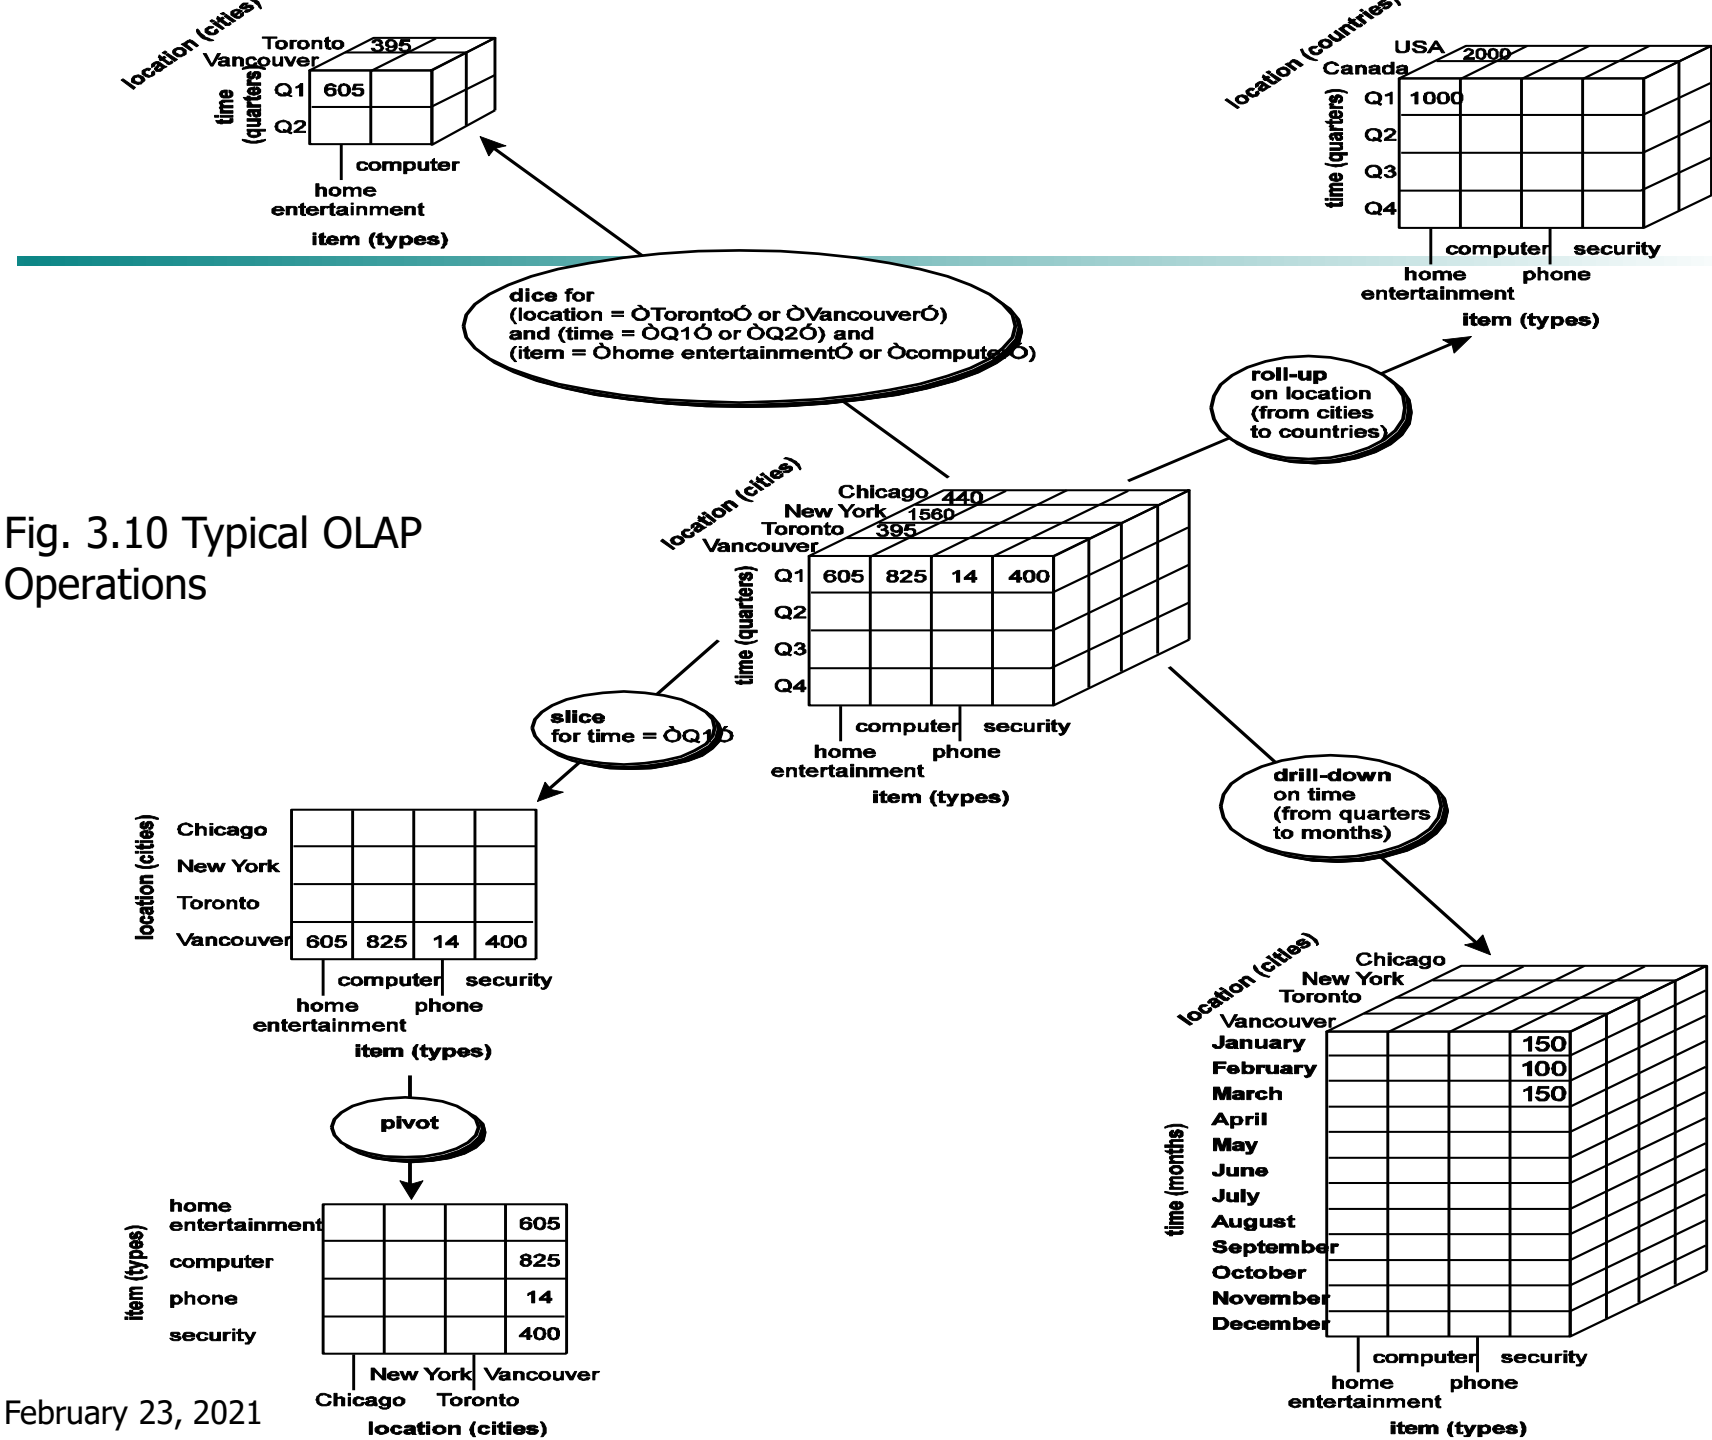 location (cities)
Toronto 395
Vancouver
time
(quarters)
Q1 605
Q2
computer
home
entertainment
item (types)
location (countries)
USA 2000
Canada
time (quarters)
Q1 1000
Q2
Q3
Q4
computer security
home phone
entertainment
item (types)
dice for
(location = ÒTorontoÓ or ÒVancouverÓ)
and (time = ÒQ1Ó or ÒQ2Ó) and
(item = Òhome entertainmentÓ or ÒcomputerÓ)
roll-up
on location
(from cities
to countries)
Fig. 3.10 Typical OLAP
Operations
location (cities)
Chicago 440
New York 1560
Toronto 395
Vancouver
time (quarters)
Q1 605 825 14 400
Q2
Q3
Q4
computer security
home phone
entertainment
item (types)
slice
for time = ÒQ1Ó
drill-down
on time
(from quarters
to months)
location (cities)
Chicago
New York
Toronto
Vancouver 605 825 14 400
computer security
home phone
entertainment
item (types)
pivot
item (types)
home
entertainment 605
computer 825
phone 14
security 400
New York Vancouver
Chicago Toronto
location (cities)
location (cities)
Chicago
New York
Toronto
Vancouver
time (months)
January 150
February 100
March 150
April
May
June
July
August
September
October
November
December
computer security
home phone
entertainment
item (types)
February 23, 2021